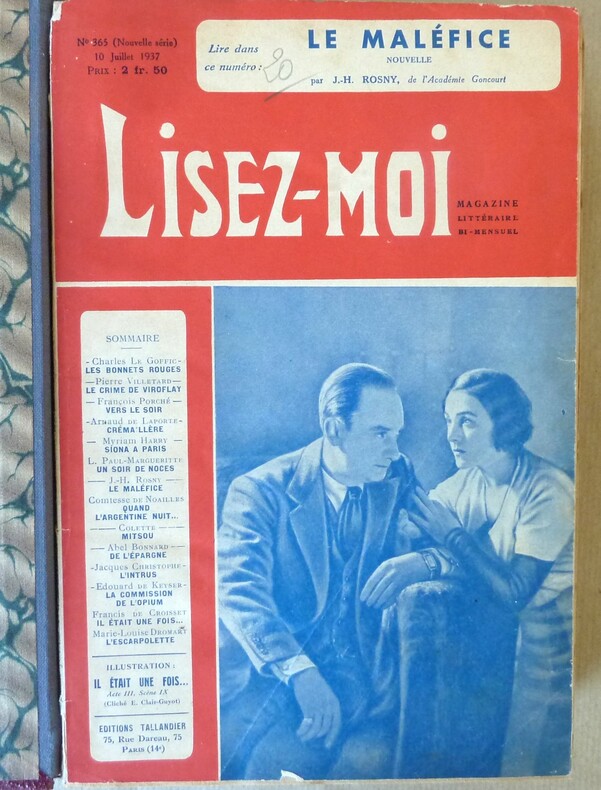 Nº 365 (Nouvelle série)
10 Juillet 1937
PRIX : 2 fr. 50
Lire dans
ce numéro :
20
LE MALÉFICE
NOUVELLE
par J.-H. ROSNY, de l'Académie Goncourt
LISEZ-MOI
MAGAZINE
LITTÉRAIRE
BI-MENSUEL
SOMMAIRE
-Charles LE GOFFIC-
LES BONNETS ROUGES
-Pierre VILLETARD-
LE CRIME DE VIROFLAY
- François PORCHÉ -
VERS LE SOIR
-Arnaud DE LAPORTE-
CRÉMAILLÈRE
- Myriam HARRY -
SIONA A PARIS
L. PAUL-MARGUERITTE
UN SOIR DE NOCES
- J.-H. ROSNY -
LE MALÉFICE
Comtesse DE NOAILLES
QUAND
L'ARGENTINE NUIT...
- COLETTE -
MITSOU
- Abel BONNARD -
DE L'ÉPARGNE
-Jacques CHRISTOPHE-
L'INTRUS
-Edouard DE KEYSER-
LA COMMISSION
DE L'OPIUM
Francis DE CROISSET
IL ÉTAIT UNE FOIS...
Marie-Louise DROMART
L'ESCARPOLETTE
ILLUSTRATION :
IL ÉTAIT UNE FOIS...
Acte III. Scène IX
(Cliché E. Clair-Guyot)
EDITIONS TALLANDIER
75, Rue Dareau, 75
PARIS (14e)